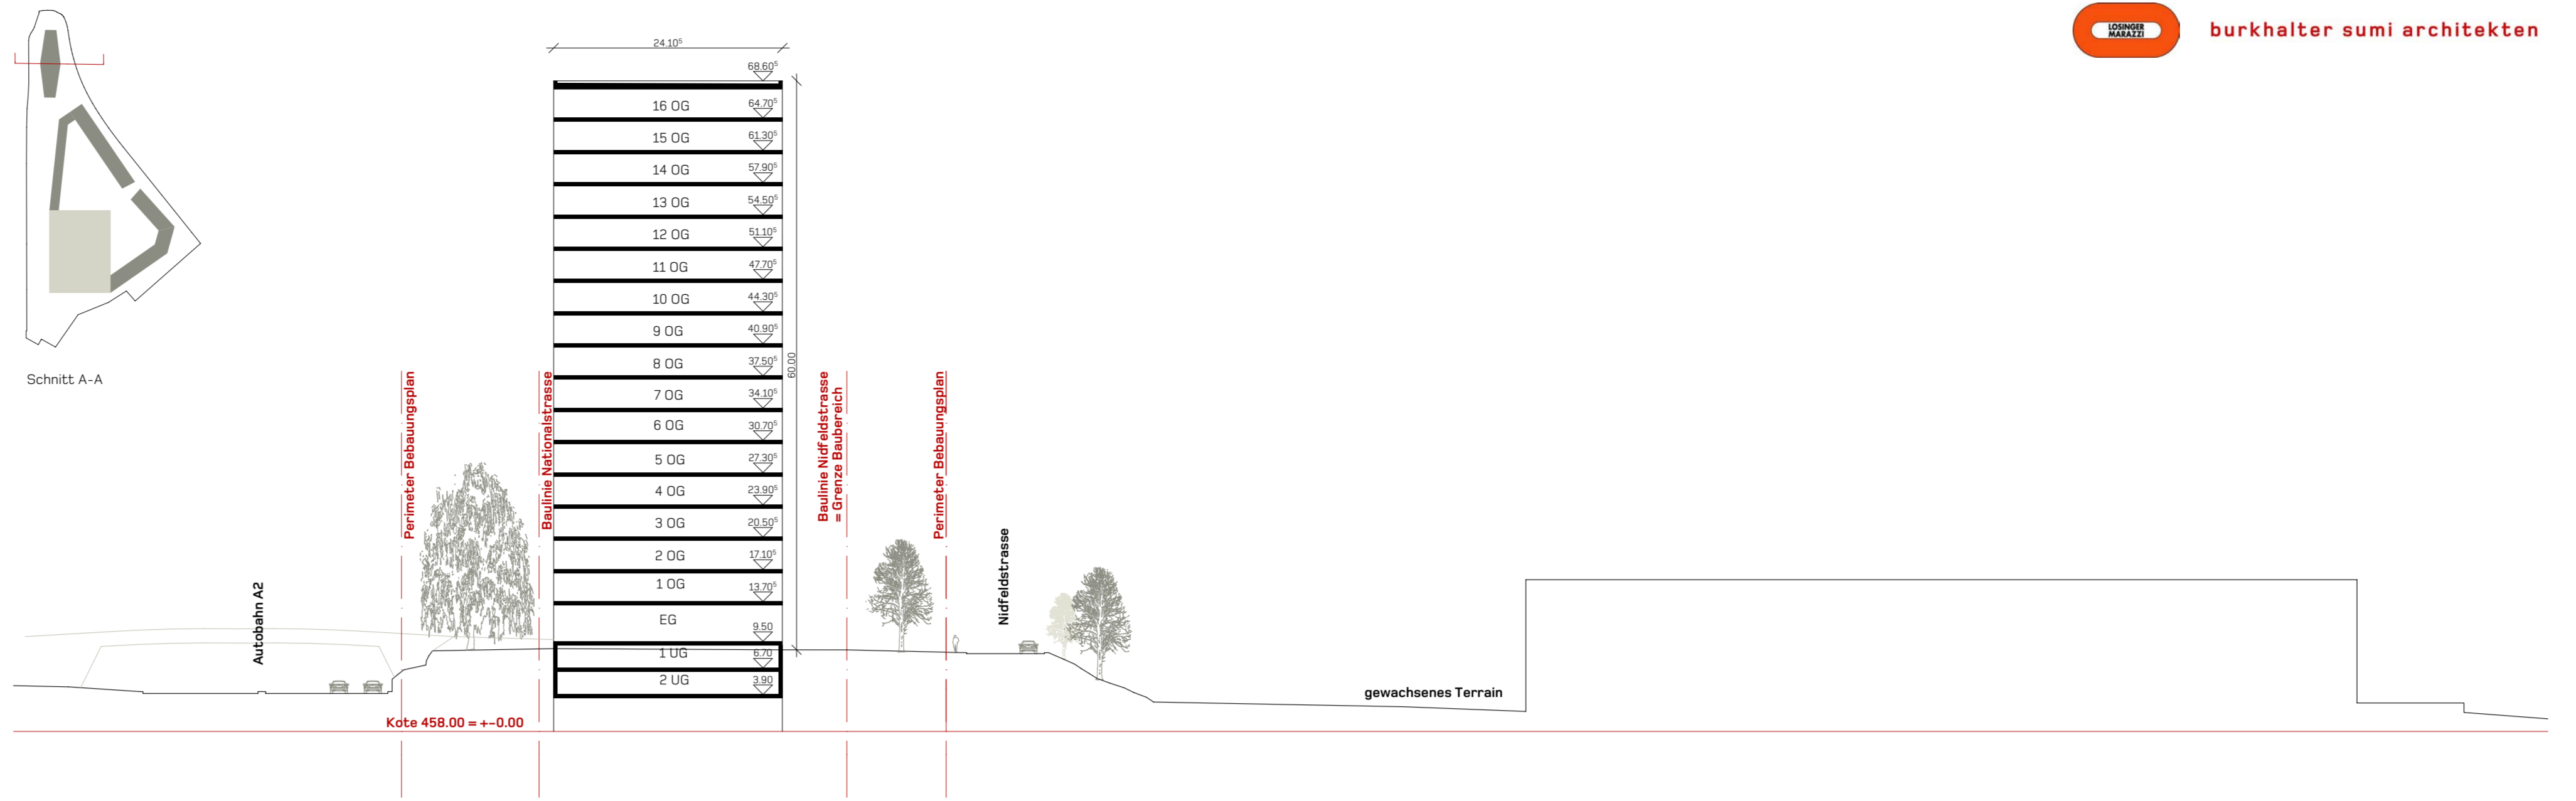 LOSINGER
MARAZZI
burkhalter sumi architekten
24.10⁵
68.60⁵
16 OG 64.70⁵
15 OG 61.30⁵
14 OG 57.90⁵
13 OG 54.50⁵
12 OG 51.10⁵
11 OG 47.70⁵
10 OG 44.30⁵
9 OG 40.90⁵
8 OG 37.50⁵
7 OG 34.10⁵
6 OG 30.70⁵
5 OG 27.30⁵
4 OG 23.90⁵
3 OG 20.50⁵
2 OG 17.10⁵
1 OG 13.70⁵
EG 9.50
1 UG 6.70
2 UG 3.90
60.00
Schnitt A-A
Autobahn A2
Perimeter Bebauungsplan
Baulinie Nationalstrasse
Baulinie Nidfeldstrasse
= Grenze Baubereich
Perimeter Bebauungsplan
Nidfeldstrasse
gewachsenes Terrain
Kote 458.00 = +-0.00